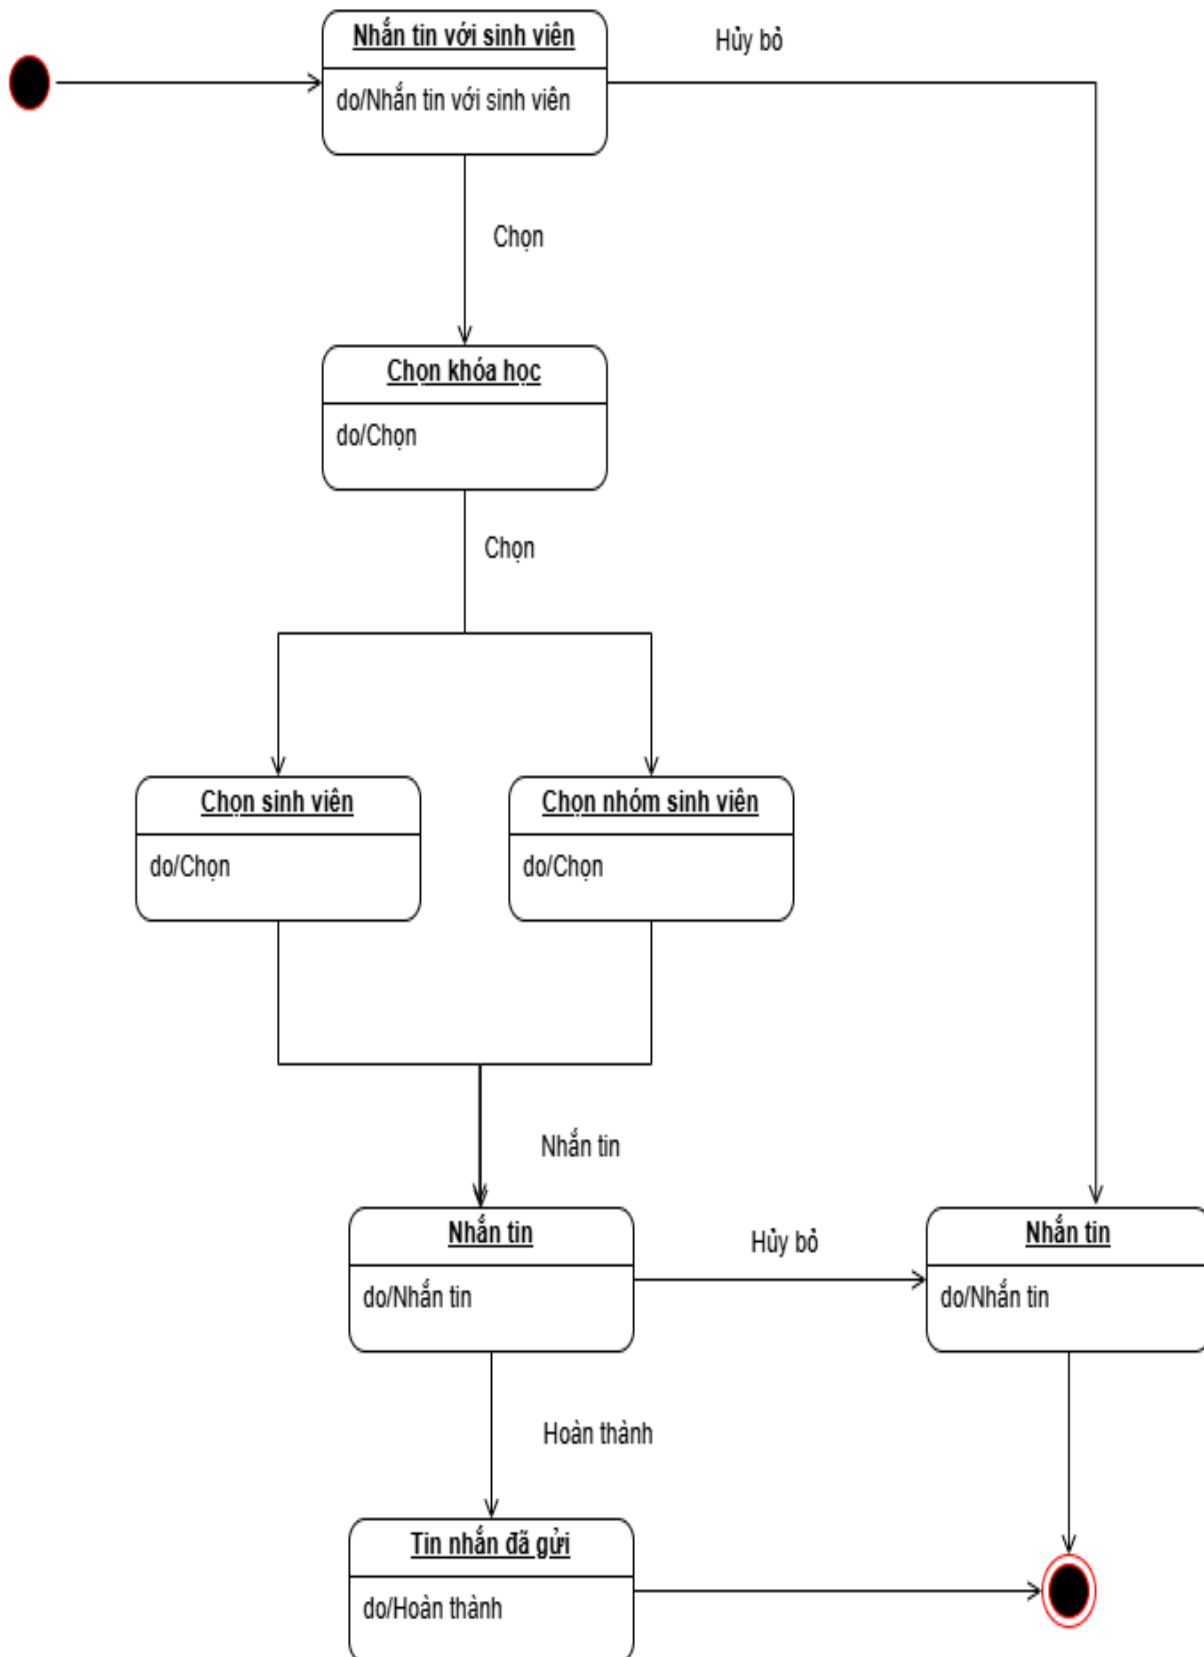 Nhắn tin với sinh viên
Hủy bỏ
do/Nhắn tin với sinh viên
Chọn
Chọn khóa học
do/Chọn
Chọn
Chọn sinh viên
do/Chọn
Chọn nhóm sinh viên
do/Chọn
Nhắn tin
Nhắn tin
do/Nhắn tin
Hủy bỏ
Nhắn tin
do/Nhắn tin
Hoàn thành
Tin nhắn đã gửi
do/Hoàn thành